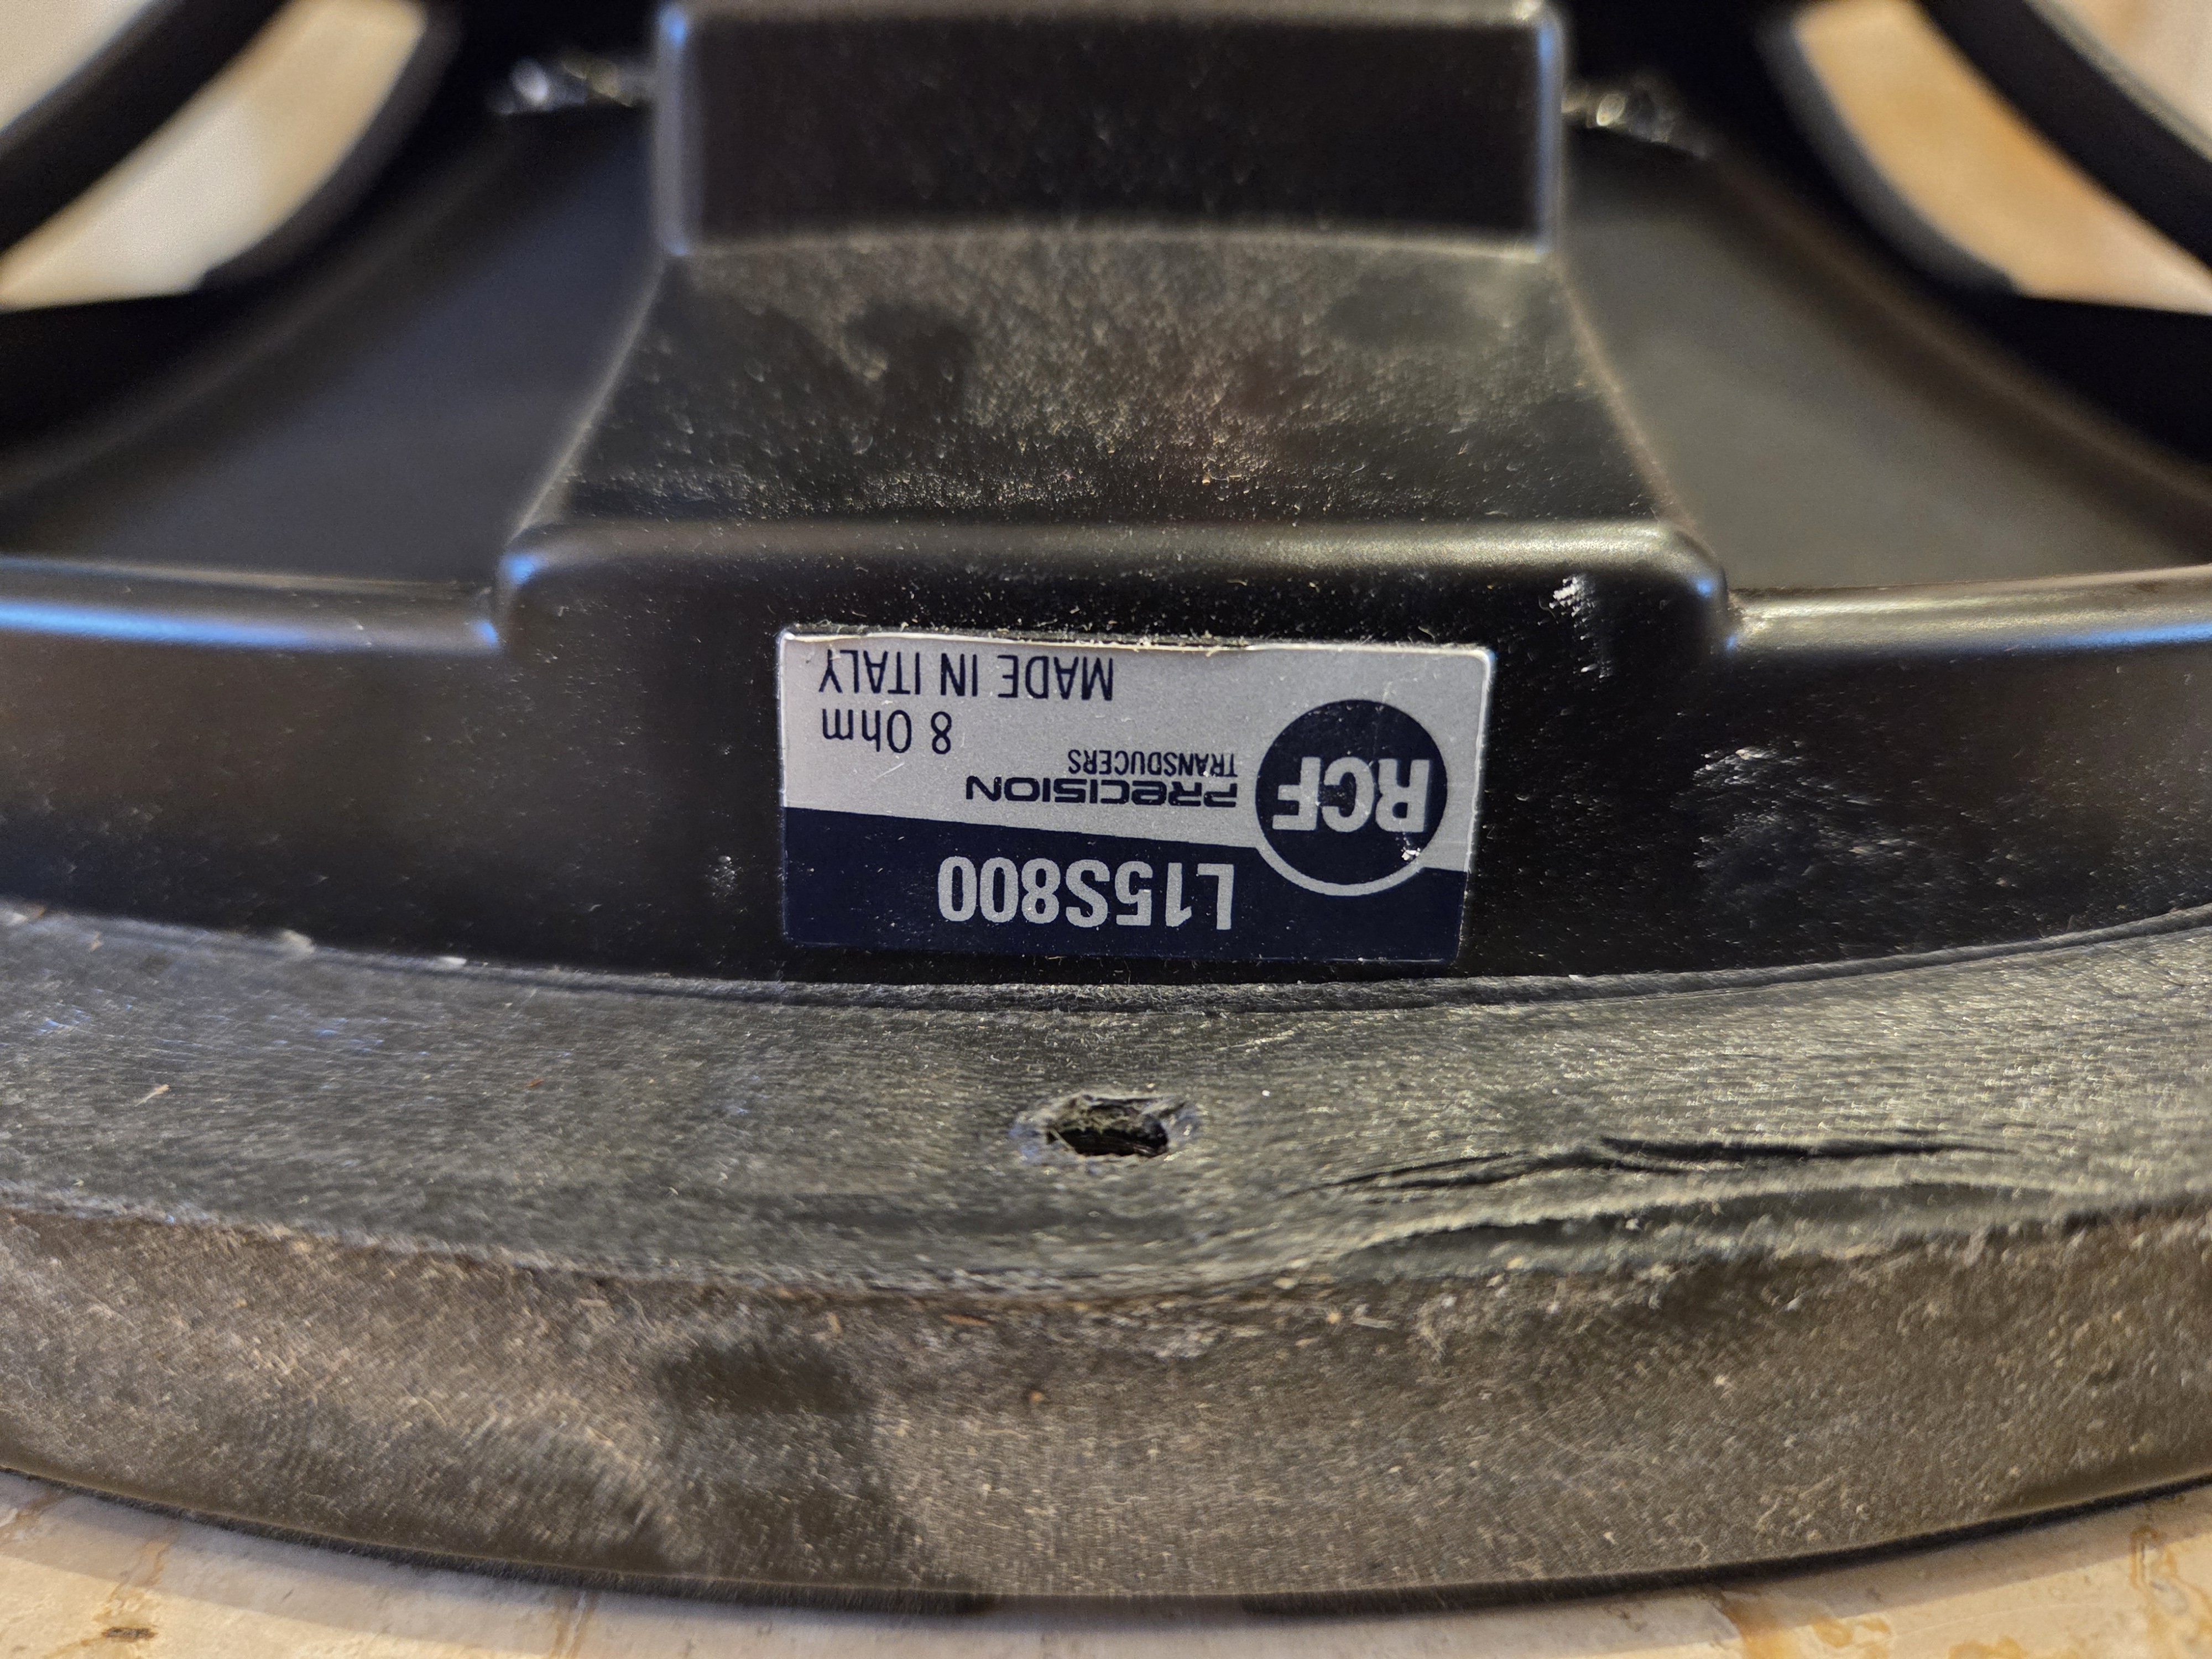 L15S800
RCF
PRECISION
TRANSDUCERS
8 Ohm
MADE IN ITALY